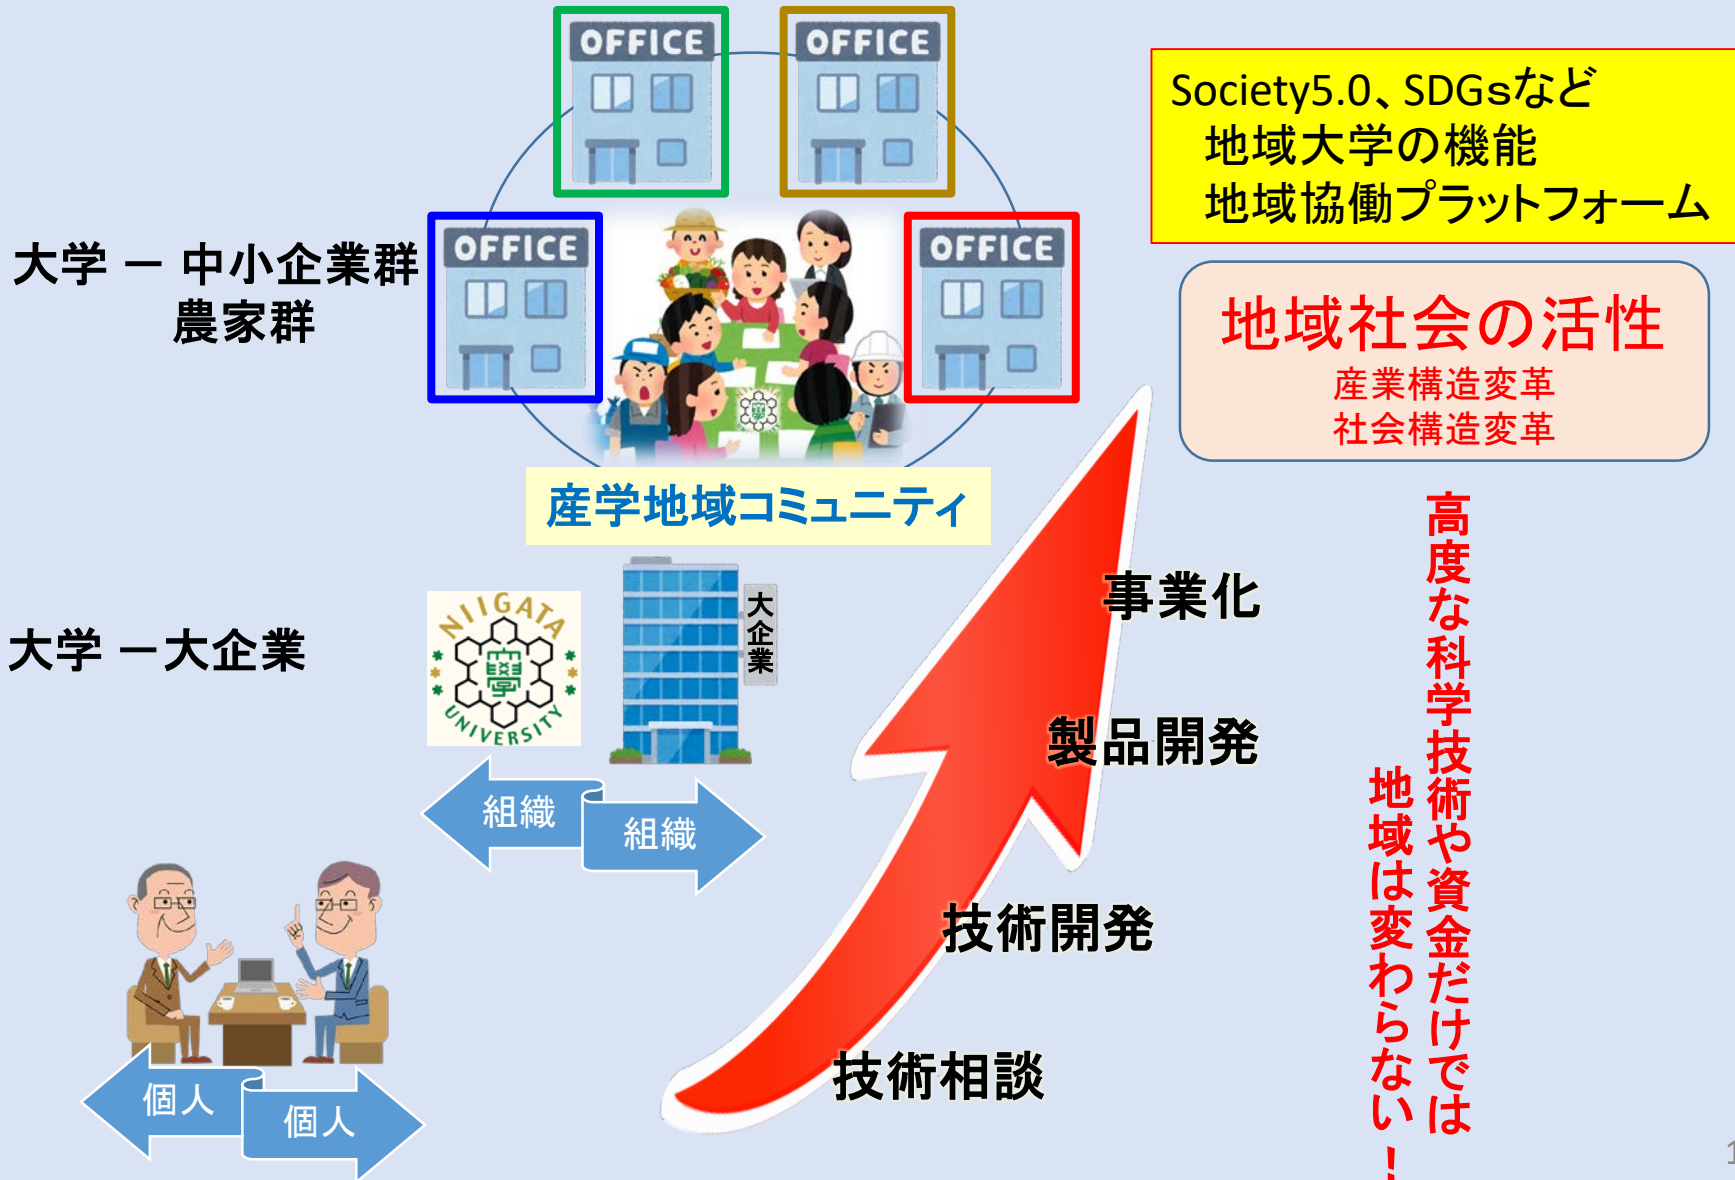 OFFICE
OFFICE
Society5.0、SDGsなど
地域大学の機能
地域協働プラットフォーム
大学 － 中小企業群
農家群
OFFICE
OFFICE
地域社会の活性
産業構造変革
社会構造変革
産学地域コミュニティ
高度な科学技術や資金だけでは
地域は変わらない！
大学 －大企業
NIIGATA
UNIVERSITY
大企業
事業化
製品開発
組織
組織
技術開発
技術相談
個人
個人